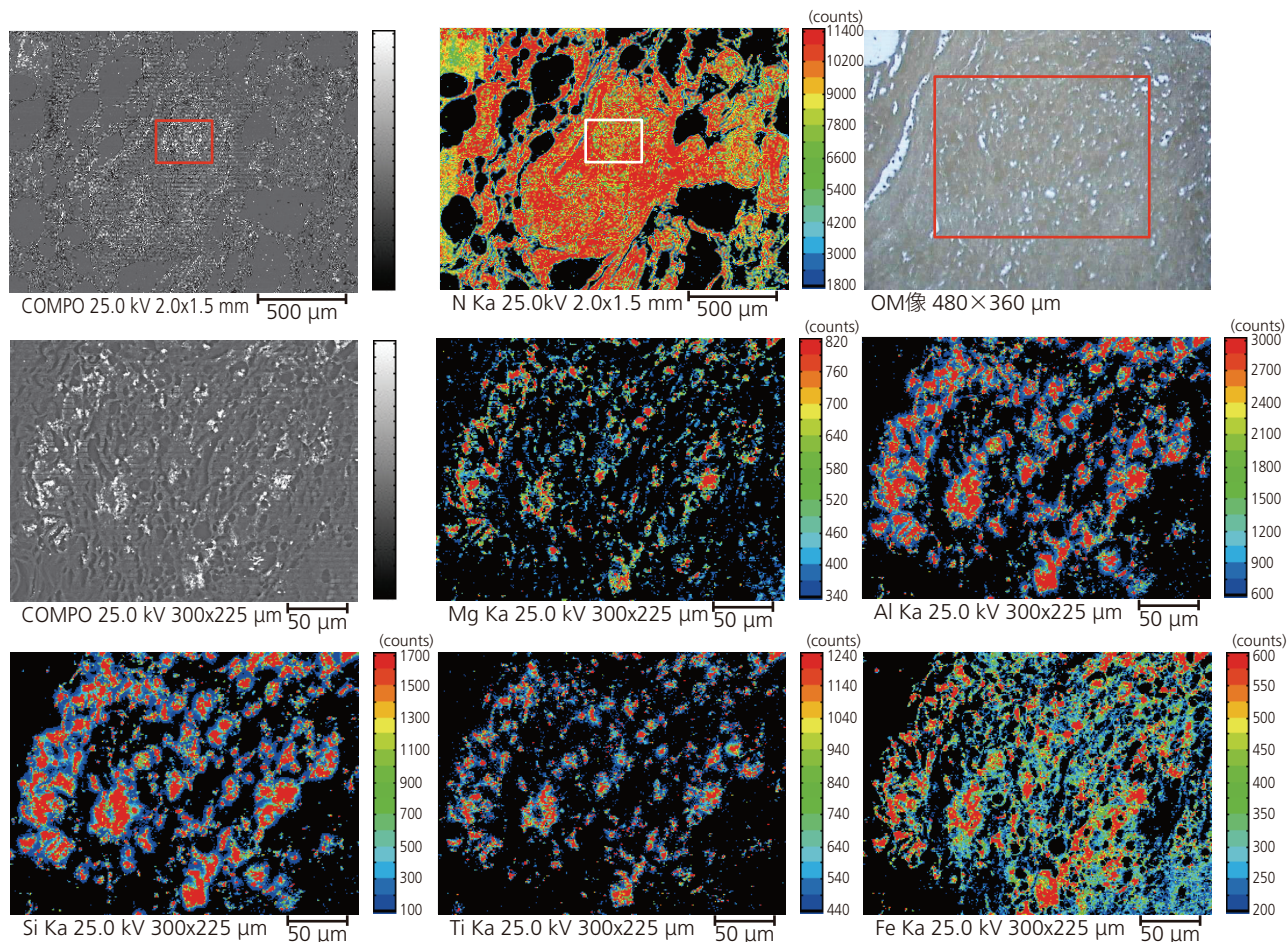 (counts)
11400
10200
9000
7800
6600
5400
4200
3000
1800
COMPO 25.0 kV 2.0x1.5 mm
500 μm
N Ka 25.0kV 2.0x1.5 mm
500 μm
OM像 480×360 μm
(counts)
820
760
700
640
580
520
460
400
340
(counts)
3000
2700
2400
2100
1800
1500
1200
900
600
COMPO 25.0 kV 300x225 μm
50 μm
Mg Ka 25.0 kV 300x225 μm
50 μm
Al Ka 25.0 kV 300x225 μm
50 μm
(counts)
1700
1500
1300
1100
900
700
500
300
100
(counts)
1240
1140
1040
940
840
740
640
540
440
(counts)
600
550
500
450
400
350
300
250
200
Si Ka 25.0 kV 300x225 μm
50 μm
Ti Ka 25.0 kV 300x225 μm
50 μm
Fe Ka 25.0 kV 300x225 μm
50 μm